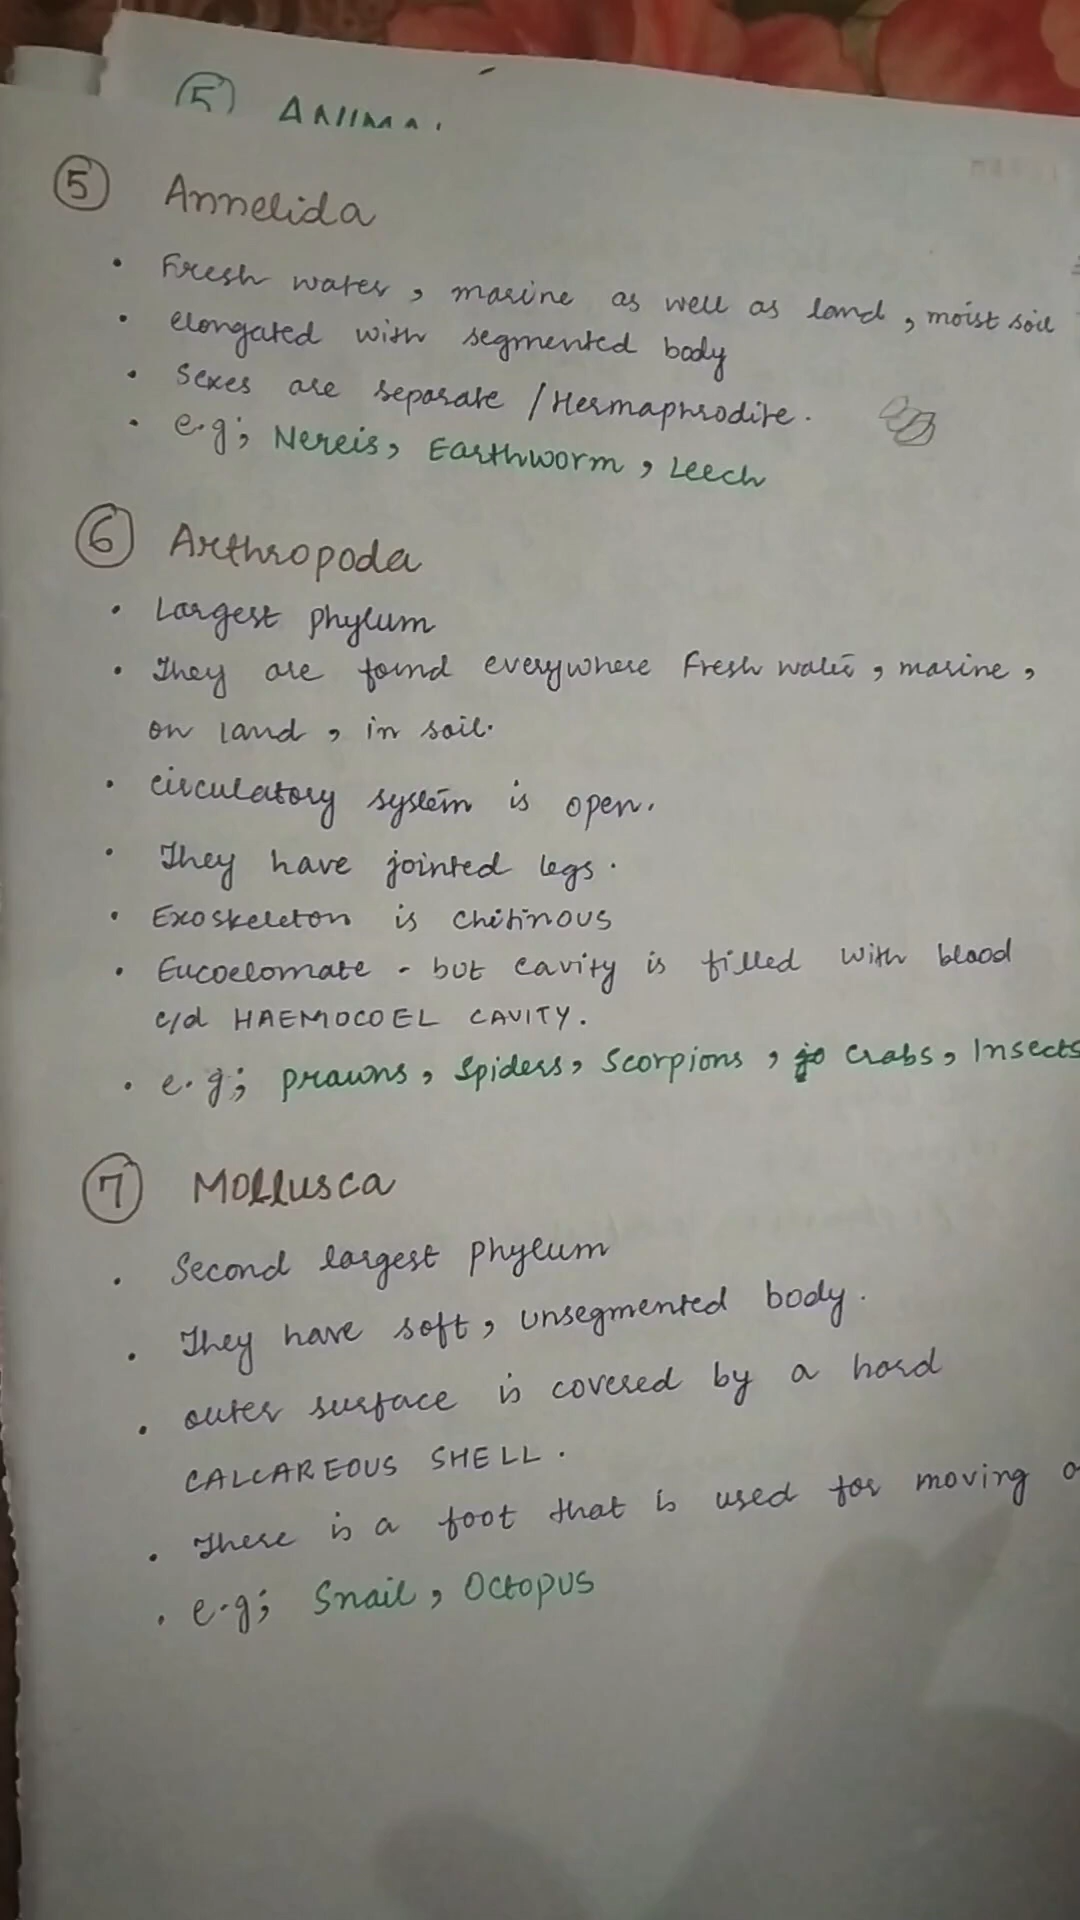 5
5 Annelida
• Fresh water, marine as well as land, moist soil
• elongated with segmented body
• Sexes are separate / Hermaphrodite.
• e.g; Nereis, Earthworm, Leech
6 Arthropoda
• Largest phylum
• They are found everywhere Fresh water, marine,
on land, in soil.
• circulatory system is open.
• They have jointed legs.
• Exoskeleton is chitinous
• Eucoelomate - but cavity is filled with blood
c/d HAEMOCOEL CAVITY.
• e.g; prawns, Spiders, Scorpions, crabs, Insects
7 Mollusca
• Second largest phylum
• They have soft, unsegmented body.
• outer surface is covered by a hard
CALCAREOUS SHELL.
• There is a foot that is used for moving
• e.g; Snail, Octopus